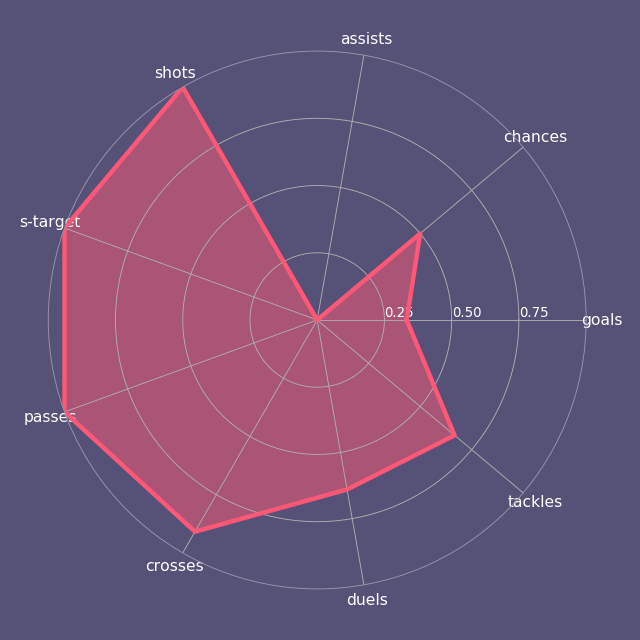 assists
shots
chances
s-target
0.25
0.50
0.75
goals
passes
tackles
crosses
duels